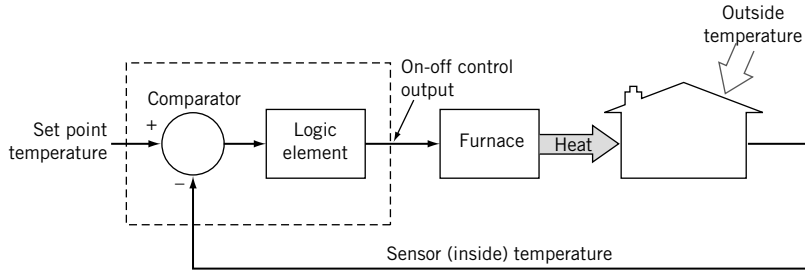 Outside
temperature
On-off control
output
Comparator
Set point
temperature
+
−
Logic
element
Furnace
Heat
Sensor (inside) temperature